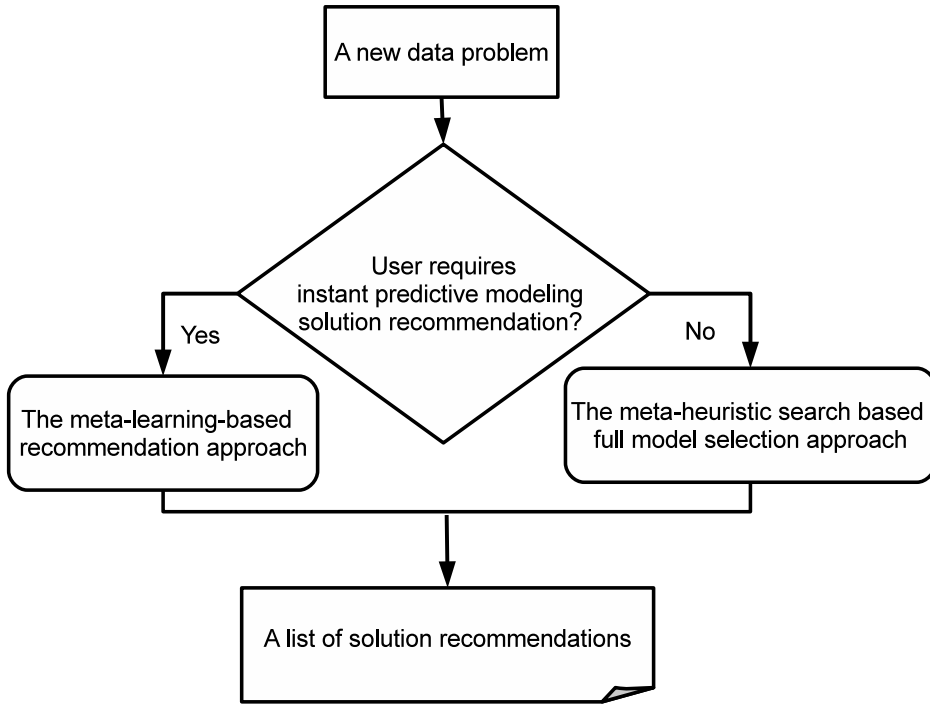 A new data problem
User requires
instant predictive modeling
solution recommendation?
Yes
No
The meta-learning-based
recommendation approach
The meta-heuristic search based
full model selection approach
A list of solution recommendations